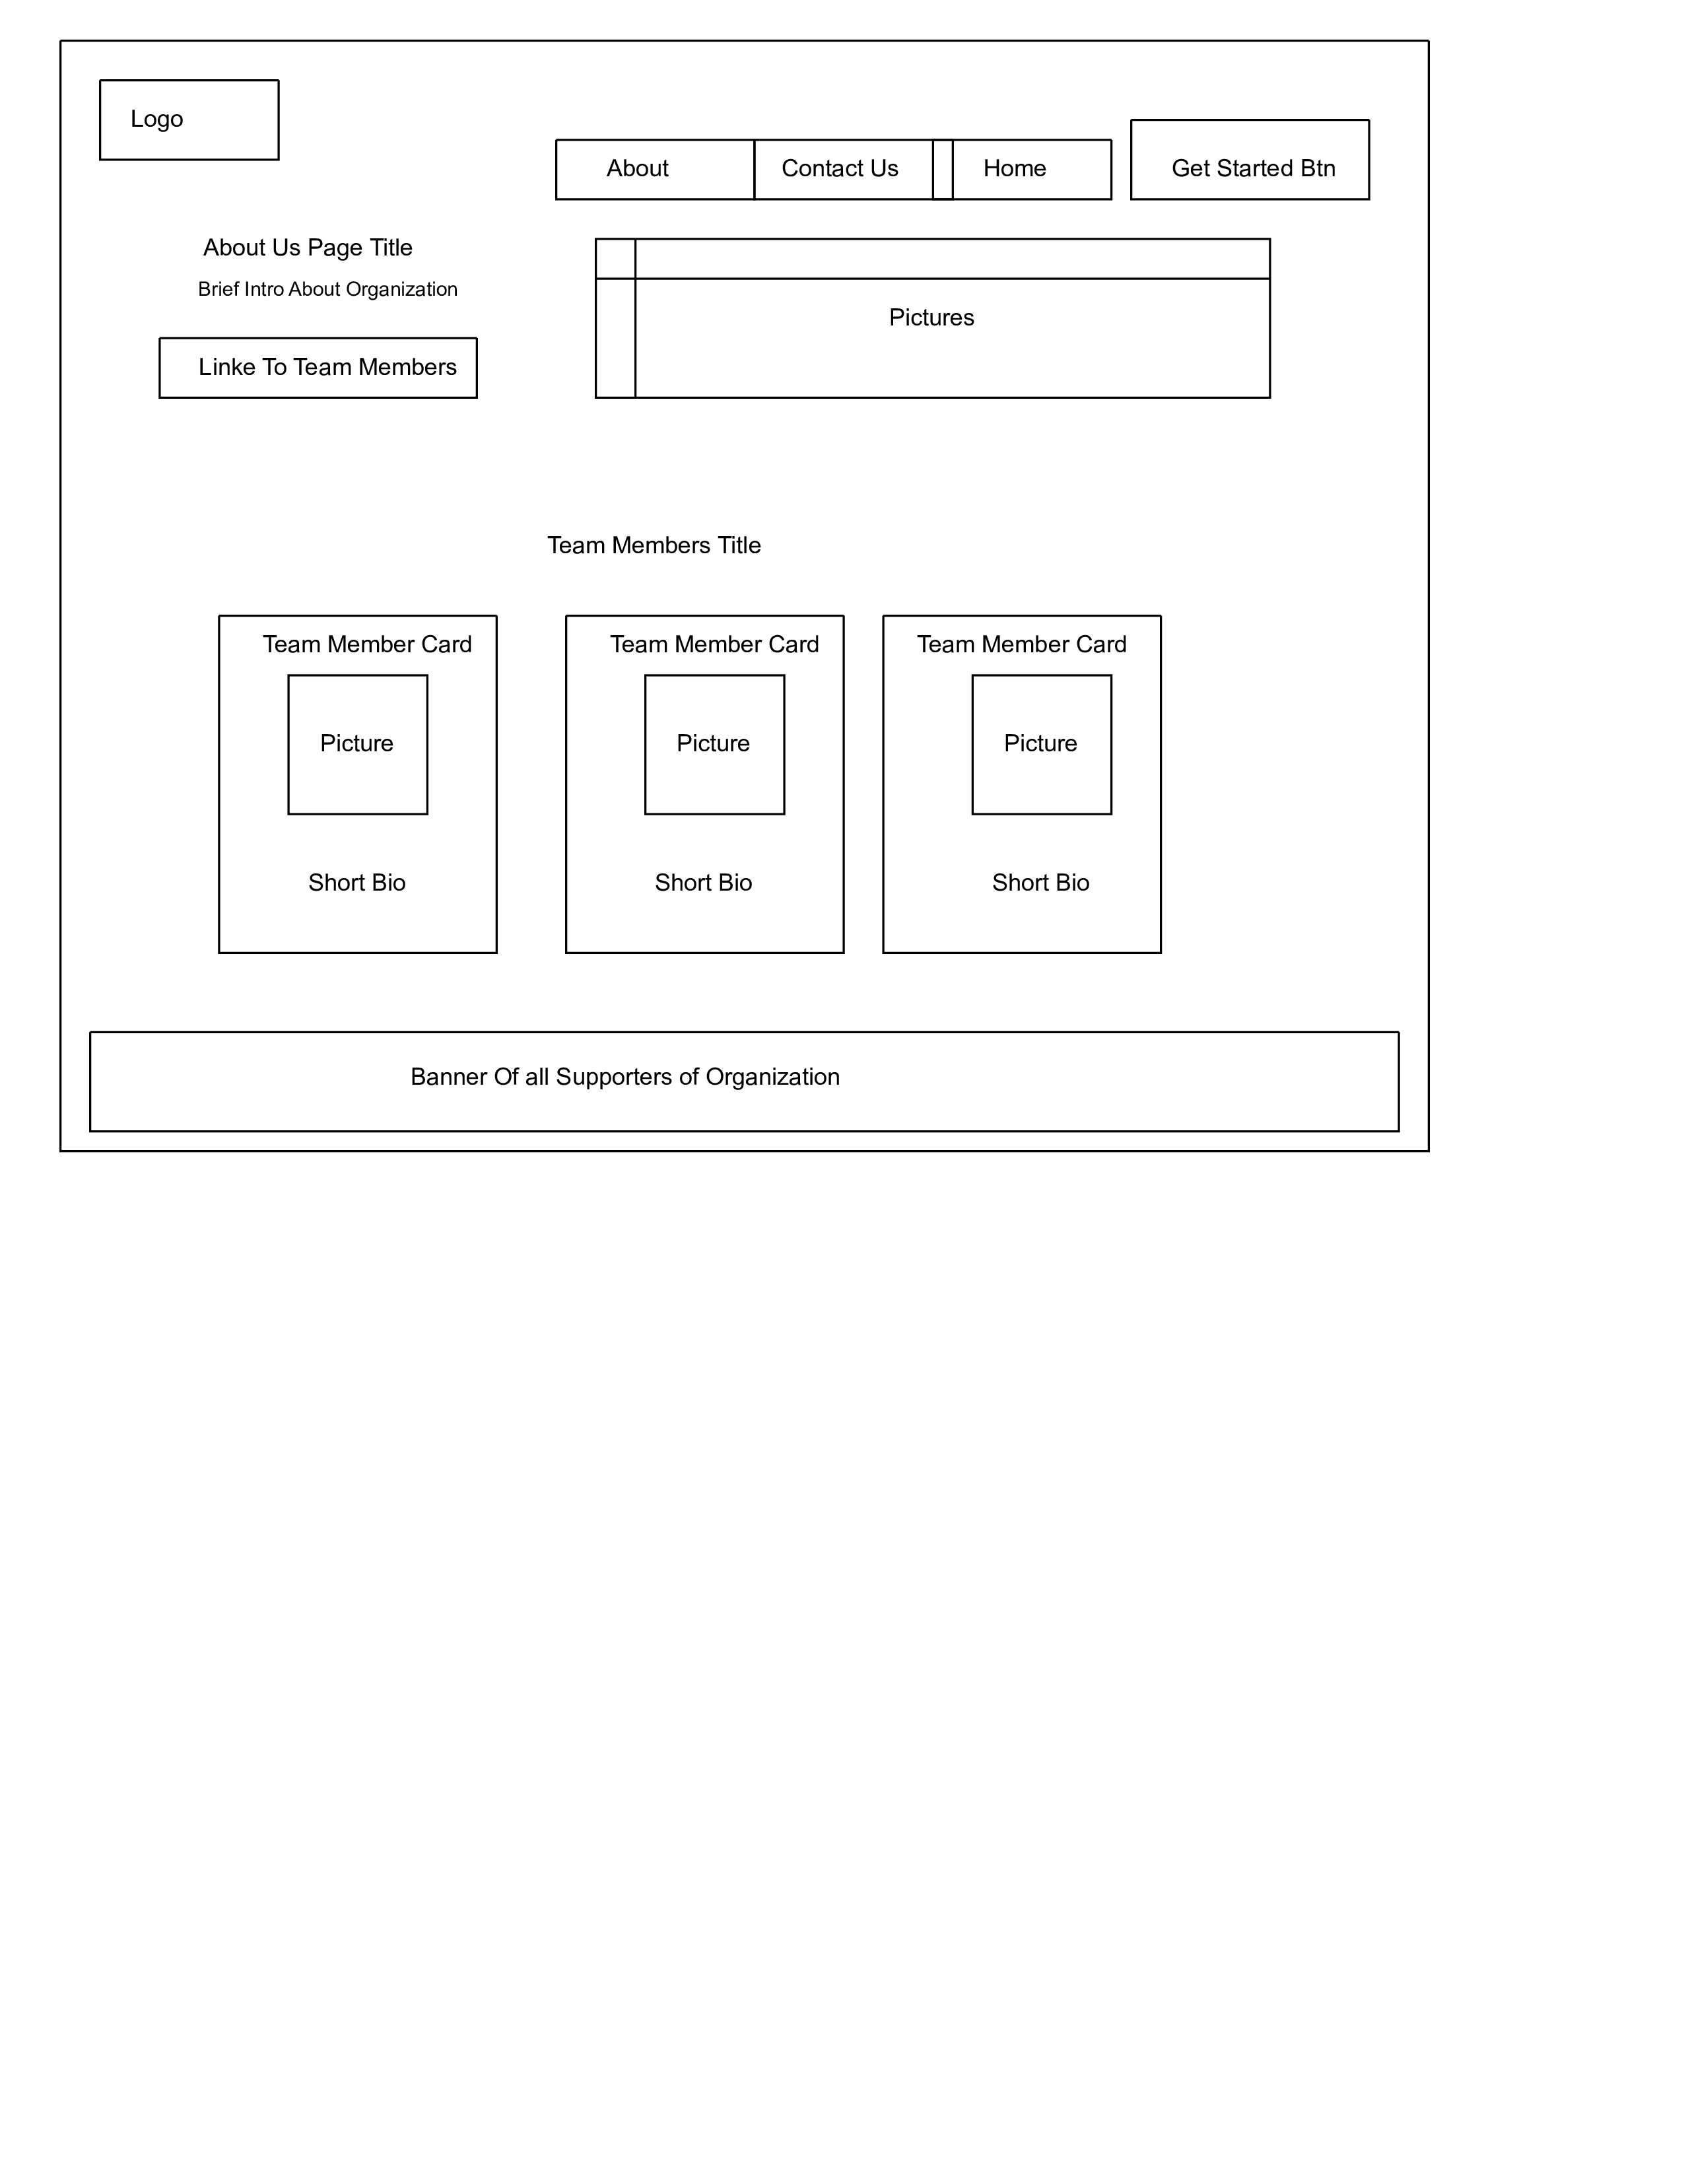 Logo
About
Contact Us
Home
Get Started Btn
About Us Page Title
Brief Intro About Organization
Linke To Team Members
Pictures
Team Members Title
Team Member Card
Picture
Short Bio
Team Member Card
Picture
Short Bio
Team Member Card
Picture
Short Bio
Banner Of all Supporters of Organization